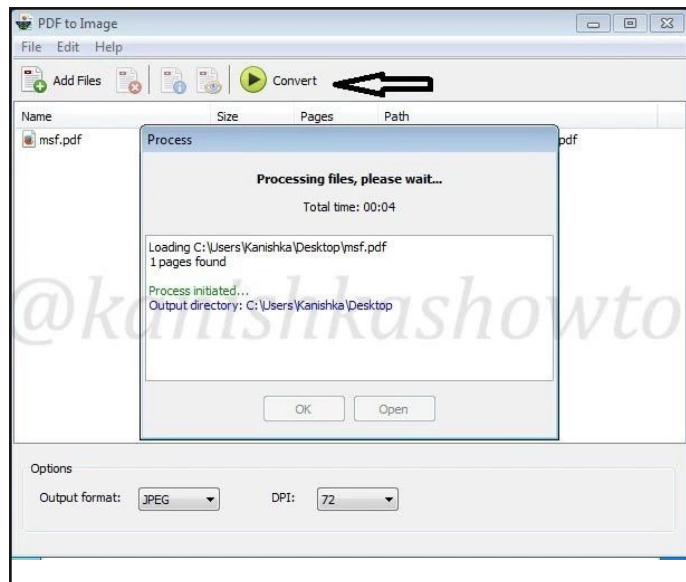 PDF to Image
File Edit Help
Add Files Convert
Name Size Pages Path
msf.pdf pdf
Process
Processing files, please wait...
Total time: 00:04
Loading C:\Users\Kanishka\Desktop\msf.pdf
1 pages found
Process initiated...
Output directory: C:\Users\Kanishka\Desktop
@kanishkashowto
OK Open
Options
Output format: JPEG DPI: 72